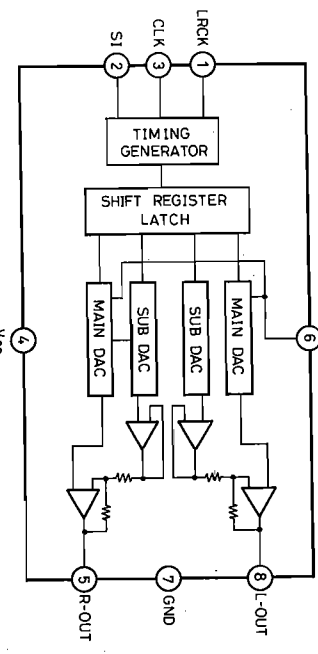 SI
CLK
LRCK
2
3
1
TIMING
GENERATOR
SHIFT REGISTER
LATCH
MAIN DAC
SUB DAC
SUB DAC
MAIN DAC
4
6
5
7
8
R-OUT
GND
L-OUT